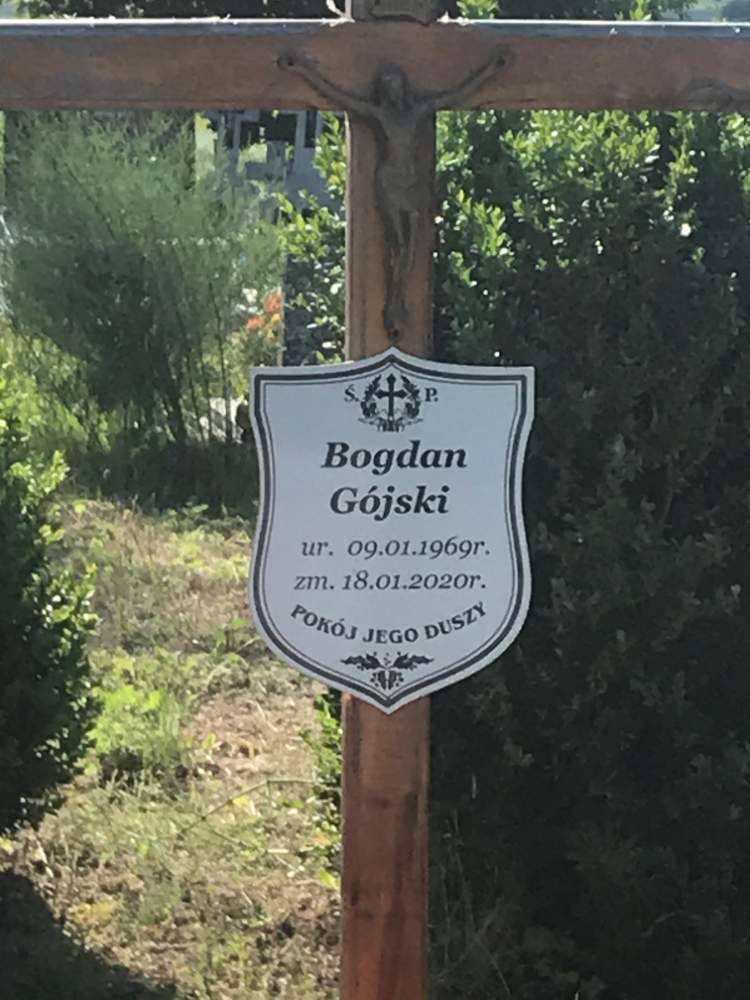 Ś. P.
Bogdan
Gójski
ur. 09.01.1969r.
zm. 18.01.2020r.
POKÓJ JEGO DUSZY